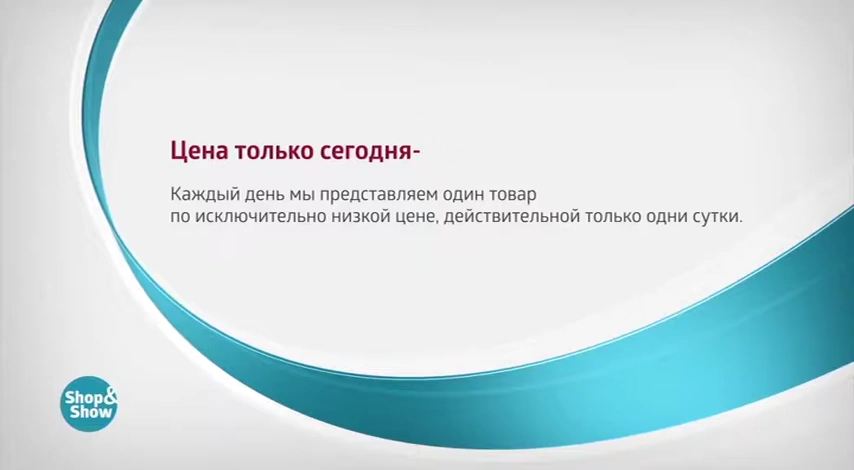 Цена только сегодня-
Каждый день мы представляем один товар
по исключительно низкой цене, действительной только одни сутки.
Shop&
Show